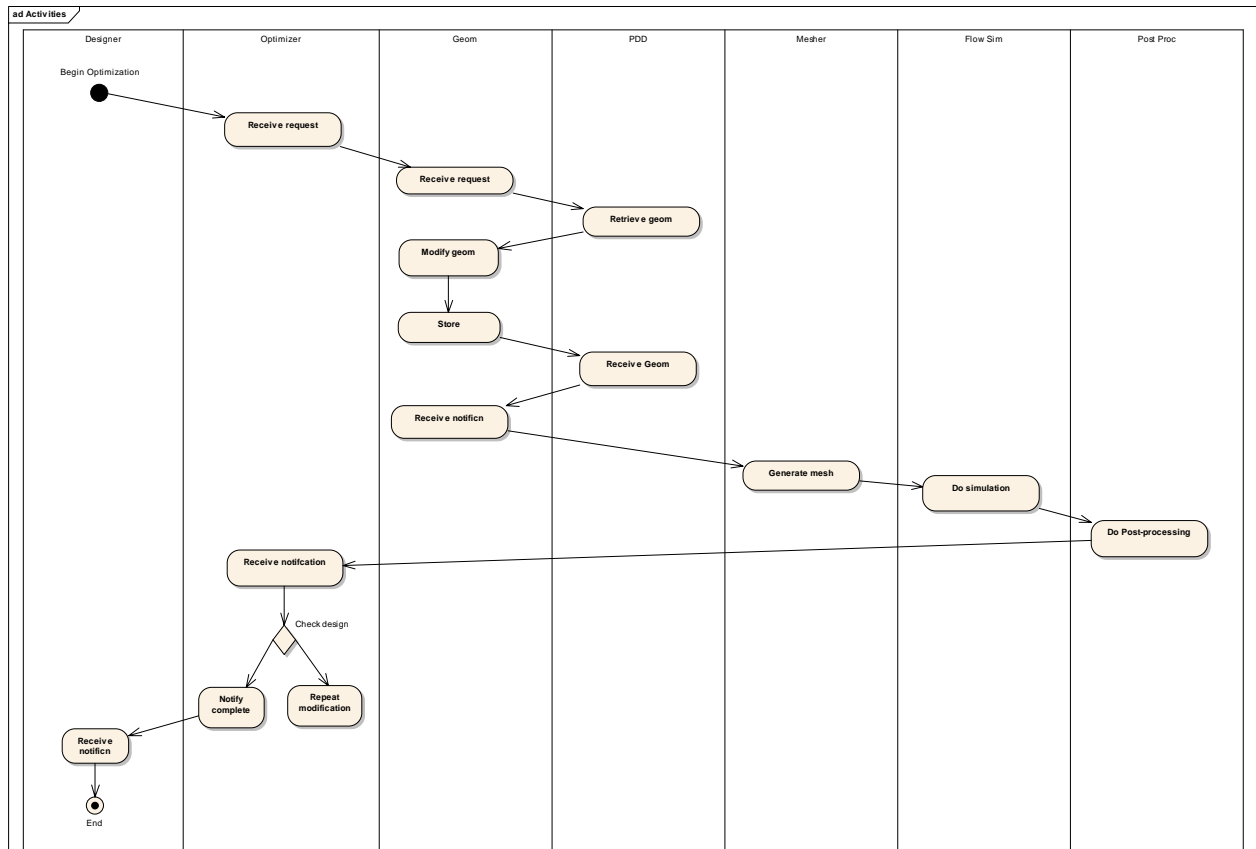 ad Activities
Designer
Optimizer
Geom
PDD
Mesher
Flow Sim
Post Proc
Begin Optimization
Receive request
Receive request
Retrieve geom
Modify geom
Store
Receive Geom
Receive notificn
Generate mesh
Do simulation
Do Post-processing
Receive notifcation
Check design
Notify
complete
Repeat
modification
Receive
notificn
End